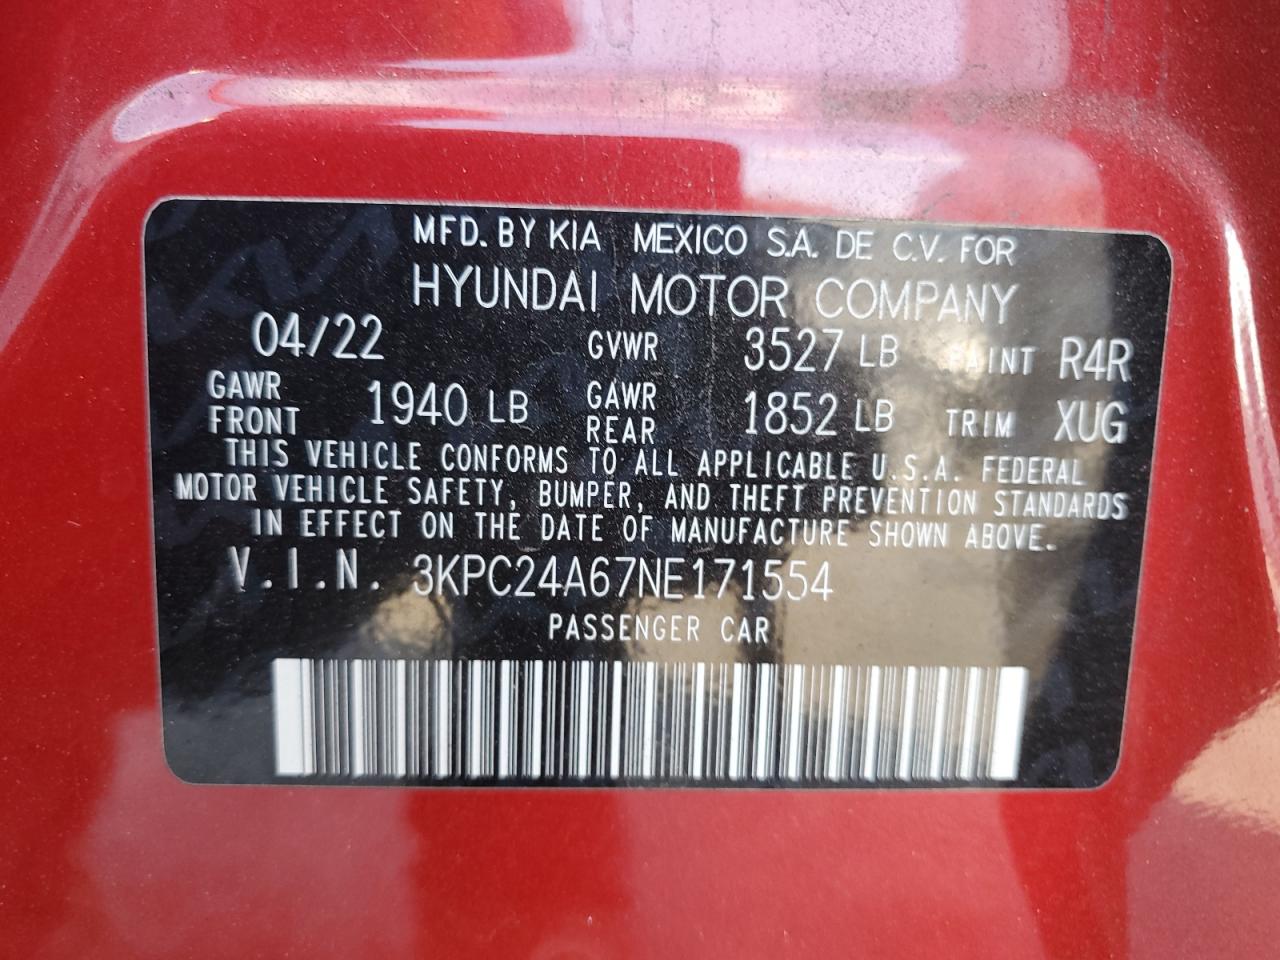 MFD. BY KIA MEXICO S.A. DE C.V. FOR
HYUNDAI MOTOR COMPANY
04/22 GVWR 3527 LB PAINT R4R
GAWR FRONT 1940 LB GAWR REAR 1852 LB TRIM XUG
THIS VEHICLE CONFORMS TO ALL APPLICABLE U.S.A. FEDERAL
MOTOR VEHICLE SAFETY, BUMPER, AND THEFT PREVENTION STANDARDS
IN EFFECT ON THE DATE OF MANUFACTURE SHOWN ABOVE.
V.I.N. 3KPC24A67NE171554
PASSENGER CAR